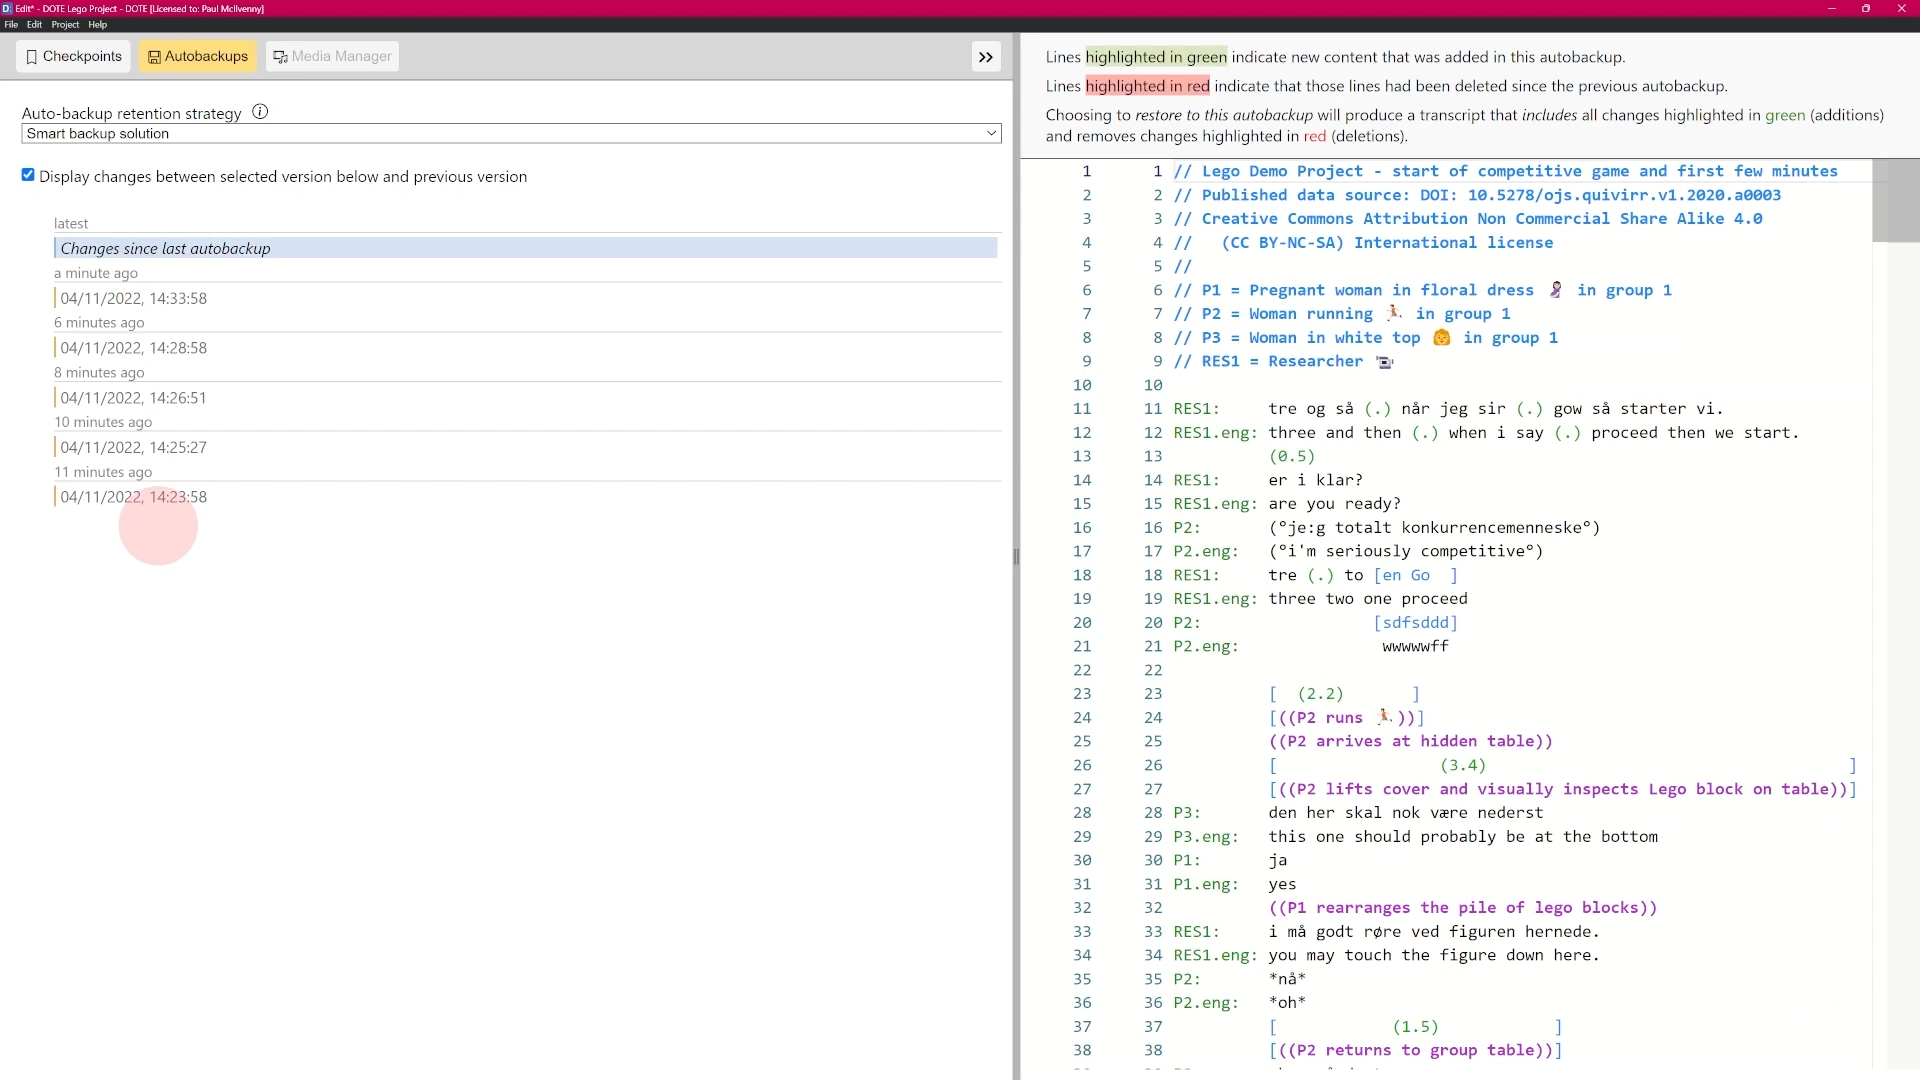 D: Edit* - DOTE Lego Project - DOTE [Licensed to: Paul McIlvenny]
File Edit Project Help
Checkpoints Autobackups Media Manager
Auto-backup retention strategy
Smart backup solution
Display changes between selected version below and previous version
latest
Changes since last autobackup
a minute ago
04/11/2022, 14:33:58
6 minutes ago
04/11/2022, 14:28:58
8 minutes ago
04/11/2022, 14:26:51
10 minutes ago
04/11/2022, 14:25:27
11 minutes ago
04/11/2022, 14:23:58
Lines highlighted in green indicate new content that was added in this autobackup.
Lines highlighted in red indicate that those lines had been deleted since the previous autobackup.
Choosing to restore to this autobackup will produce a transcript that includes all changes highlighted in green (additions)
and removes changes highlighted in red (deletions).
1 1 // Lego Demo Project - start of competitive game and first few minutes
2 2 // Published data source: DOI: 10.5278/ojs.quivirr.v1.2020.a0003
3 3 // Creative Commons Attribution Non Commercial Share Alike 4.0
4 4 // (CC BY-NC-SA) International license
5 5 //
6 6 // P1 = Pregnant woman in floral dress 🤰 in group 1
7 7 // P2 = Woman running 🏃 in group 1
8 8 // P3 = Woman in white top 👩 in group 1
9 9 // RES1 = Researcher 📹
10 10
11 11 RES1: tre og så (.) når jeg sir (.) gow så starter vi.
12 12 RES1.eng: three and then (.) when i say (.) proceed then we start.
13 13 (0.5)
14 14 RES1: er i klar?
15 15 RES1.eng: are you ready?
16 16 P2: (°je:g totalt konkurrencemenneske°)
17 17 P2.eng: (°i'm seriously competitive°)
18 18 RES1: tre (.) to [en Go ]
19 19 RES1.eng: three two one proceed
20 20 P2: [sdfsddd]
21 21 P2.eng: wwwwwff
22 22
23 23 [ (2.2) ]
24 24 [((P2 runs 🏃))]
25 25 ((P2 arrives at hidden table))
26 26 [ (3.4) ]
27 27 [((P2 lifts cover and visually inspects Lego block on table))]
28 28 P3: den her skal nok være nederst
29 29 P3.eng: this one should probably be at the bottom
30 30 P1: ja
31 31 P1.eng: yes
32 32 ((P1 rearranges the pile of lego blocks))
33 33 RES1: i må godt røre ved figuren hernede.
34 34 RES1.eng: you may touch the figure down here.
35 35 P2: *nå*
36 36 P2.eng: *oh*
37 37 [ (1.5) ]
38 38 [((P2 returns to group table))]